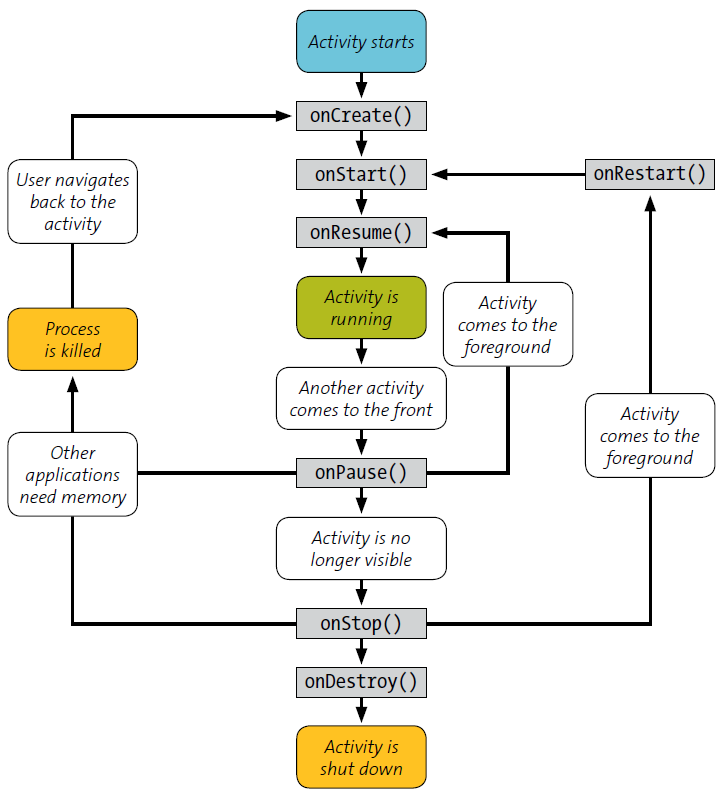 Activity starts
onCreate()
User navigates
back to the
activity
onStart()
onRestart()
onResume()
Activity is
running
Activity
comes to the
foreground
Process
is killed
Another activity
comes to the front
Activity
comes to the
foreground
Other
applications
need memory
onPause()
Activity is no
longer visible
onStop()
onDestroy()
Activity is
shut down